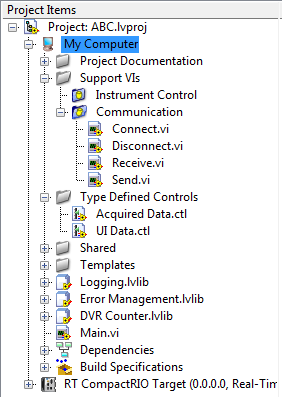 Project Items
Project: ABC.lvproj
My Computer
Project Documentation
Support VIs
Instrument Control
Communication
Connect.vi
Disconnect.vi
Receive.vi
Send.vi
Type Defined Controls
Acquired Data.ctl
UI Data.ctl
Shared
Templates
Logging.lvlib
Error Management.lvlib
DVR Counter.lvlib
Main.vi
Dependencies
Build Specifications
RT CompactRIO Target (0.0.0.0, Real-Tim